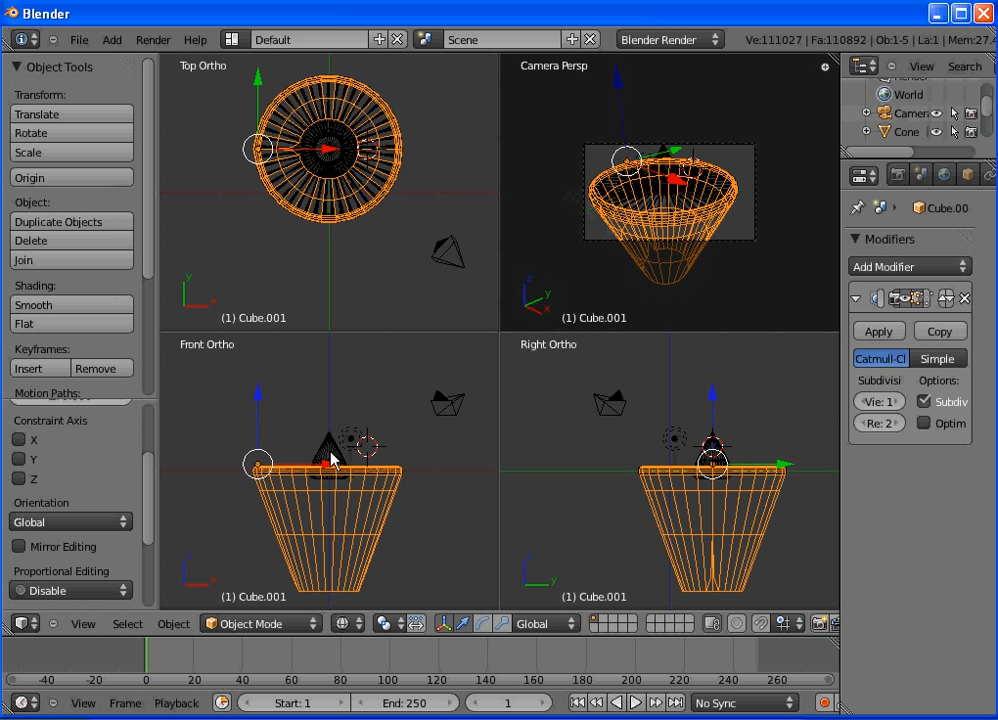 Blender
File Add Render Help Default Scene Blender Render Ve:111027 | Fa:110892 | Ob:1-5 | La:1 | Mem:27.4
Object Tools
Transform:
Translate
Rotate
Scale
Origin
Object:
Duplicate Objects
Delete
Join
Shading:
Smooth
Flat
Keyframes:
Insert Remove
Motion Paths:
Constraint Axis
X
Y
Z
Orientation
Global
Mirror Editing
Proportional Editing
Disable
Top Ortho
y
x
(1) Cube.001
Camera Persp
z
y
x
(1) Cube.001
Front Ortho
z
x
(1) Cube.001
Right Ortho
z
y
(1) Cube.001
View Search
World
Camer
Cone
Cube.00
Modifiers
Add Modifier
Apply Copy
Catmull-Cl Simple
Subdivisi Options:
Vie: 1 Subdiv
Re: 2 Optim
View Select Object Object Mode Global
-40 -20 0 20 40 60 80 100 120 140 160 180 200 220 240 260
View Frame Playback Start: 1 End: 250 1 No Sync